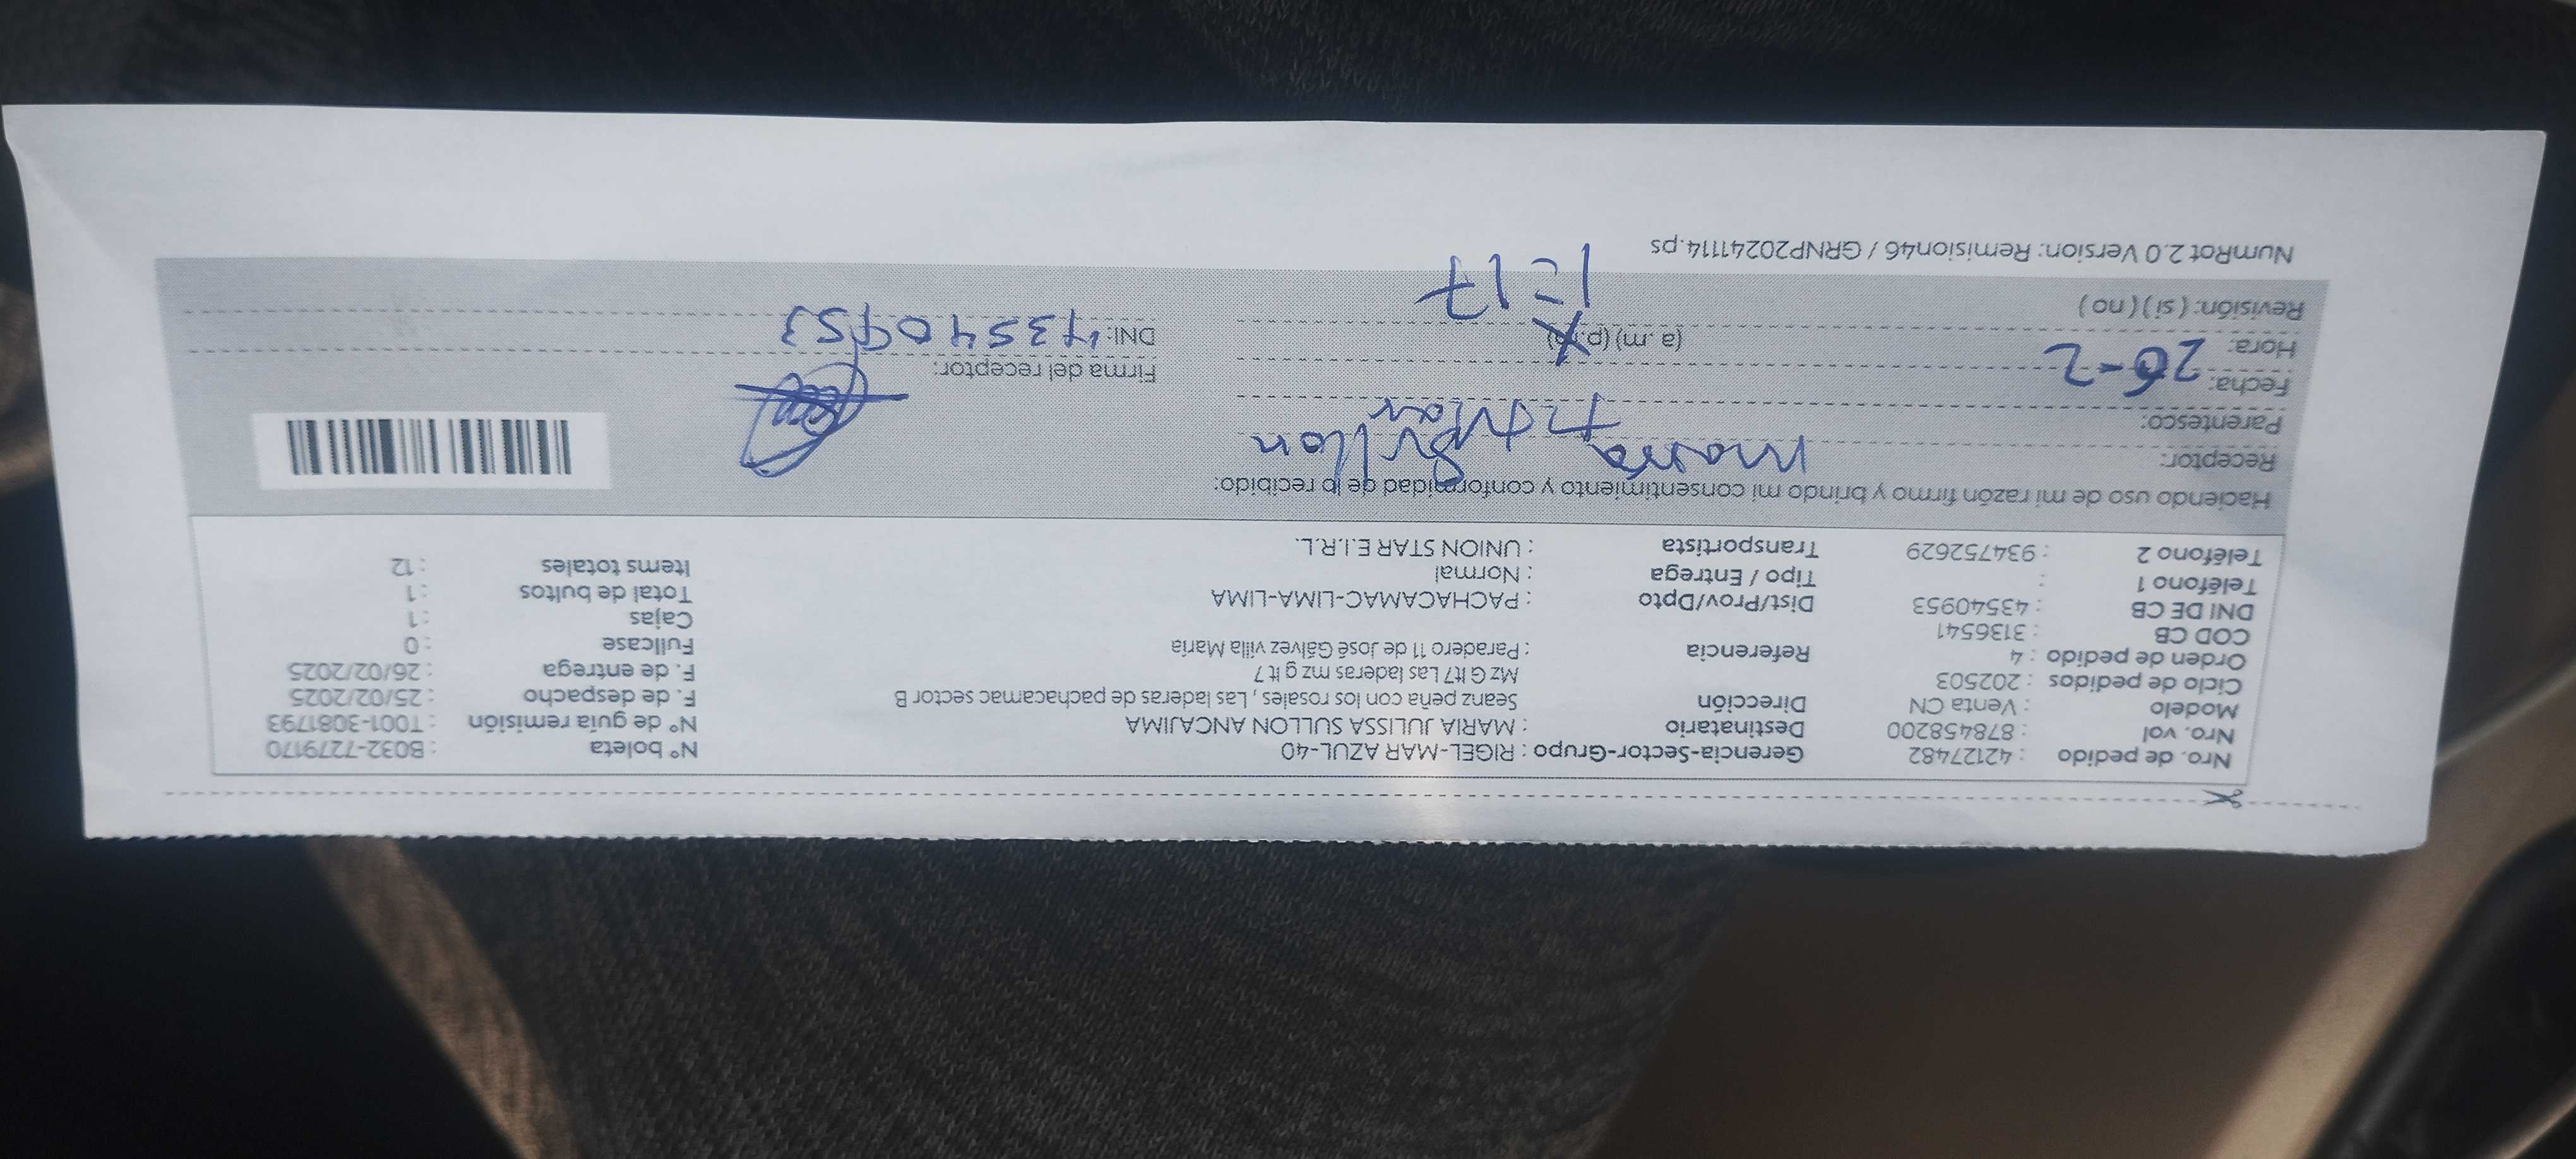 Nro. de pedido : 42127482 Gerencia-Sector-Grupo : RIGEL-MAR AZUL-40 N° boleta : B032-7279170
Nro. vol : 878458200 Destinatario : MARIA JULISSA SULLON ANCAJIMA N° de guía remisión : T001-3081793
Modelo : Venta CN Dirección Seanz peña con los rosales , Las laderas de pachacamac sector B F. de despacho : 25/02/2025
Ciclo de pedidos : 202503 Mz G lt7 Las laderas mz g lt 7 F. de entrega : 26/02/2025
Orden de pedido : 4 Referencia : Paradero 11 de José Gálvez villa María Fullcase : 0
COD CB : 3136541 Cajas : 1
DNI DE CB : 43540953 Dist/Prov/Dpto : PACHACAMAC-LIMA-LIMA Total de bultos : 1
Teléfono 1 : Tipo / Entrega : Normal Items totales : 12
Teléfono 2 : 934752629 Transportista : UNION STAR E.I.R.L.
Haciendo uso de mi razón firmo y brindo mi consentimiento y conformidad de lo recibido:
Receptor: Maria Sullon
Parentesco: titular
Fecha: 26-2 Firma del receptor:
Hora: (a .m) (p.m) DNI: 43540953
1:17
Revisión: ( si ) ( no )
NumRot 2.0 Version: Remision46 / GRNP20241114.ps